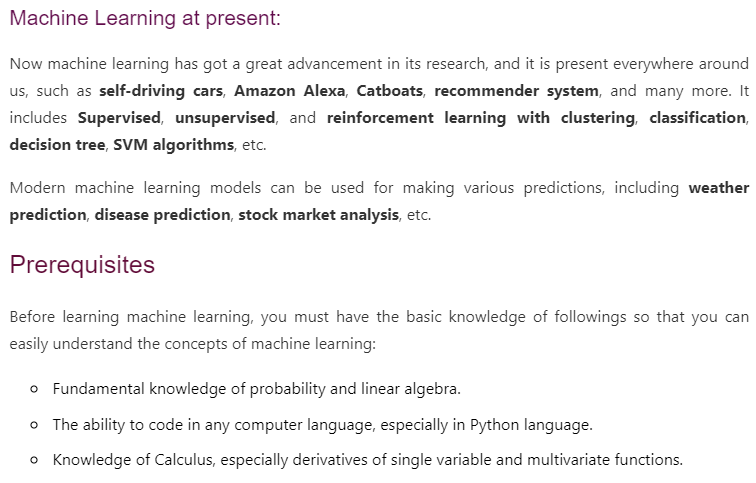 Machine Learning at present:
Now machine learning has got a great advancement in its research, and it is present everywhere around
us, such as self-driving cars, Amazon Alexa, Catboats, recommender system, and many more. It
includes Supervised, unsupervised, and reinforcement learning with clustering, classification,
decision tree, SVM algorithms, etc.
Modern machine learning models can be used for making various predictions, including weather
prediction, disease prediction, stock market analysis, etc.
Prerequisites
Before learning machine learning, you must have the basic knowledge of followings so that you can
easily understand the concepts of machine learning:
Fundamental knowledge of probability and linear algebra.
The ability to code in any computer language, especially in Python language.
Knowledge of Calculus, especially derivatives of single variable and multivariate functions.